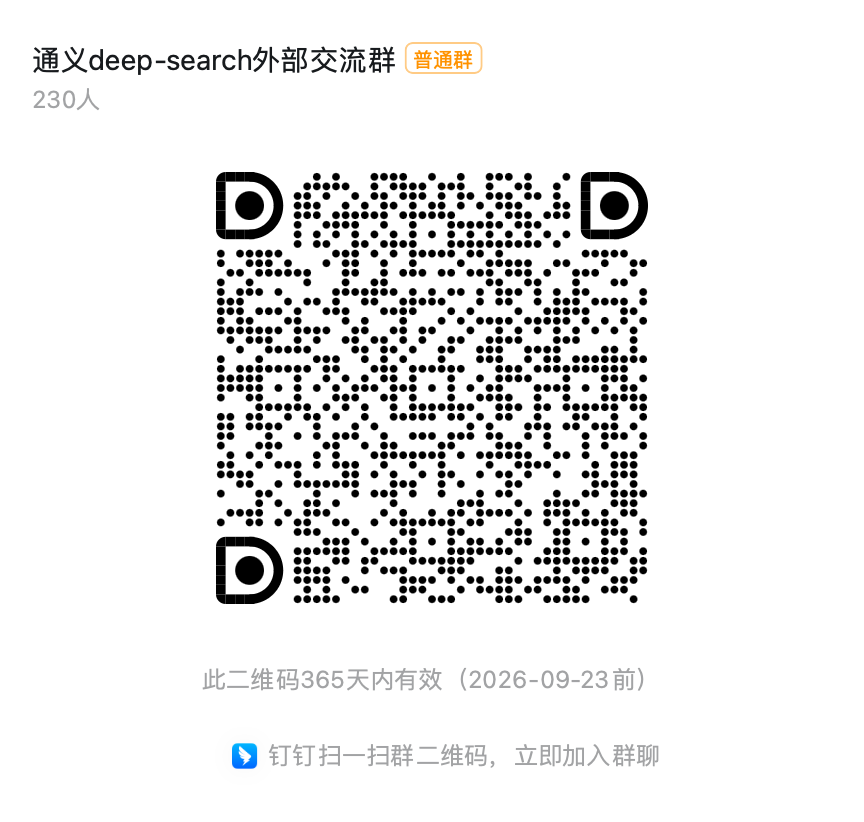 通义deep-search外部交流群 普通群
230人
此二维码365天内有效（2026-09-23前）
钉钉扫一扫群二维码，立即加入群聊